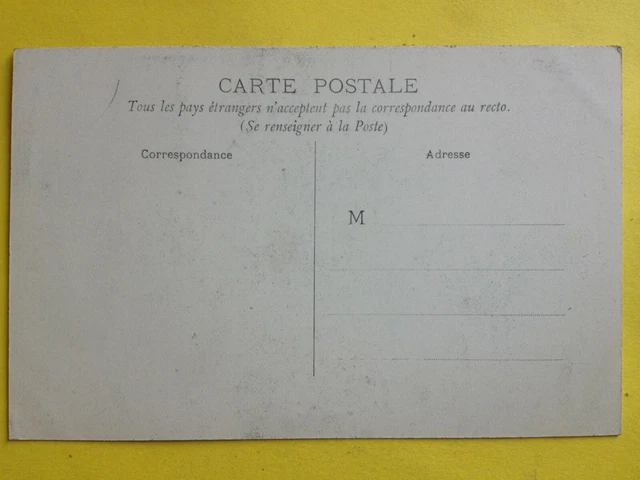 CARTE POSTALE
Tous les pays étrangers n'acceptent pas la correspondance au recto.
(Se renseigner à la Poste)
Correspondance
Adresse
M